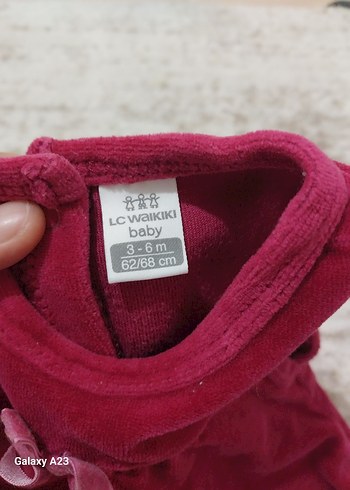 LC WAIKIKI
baby
3 - 6 m
62/68 cm
Galaxy A23